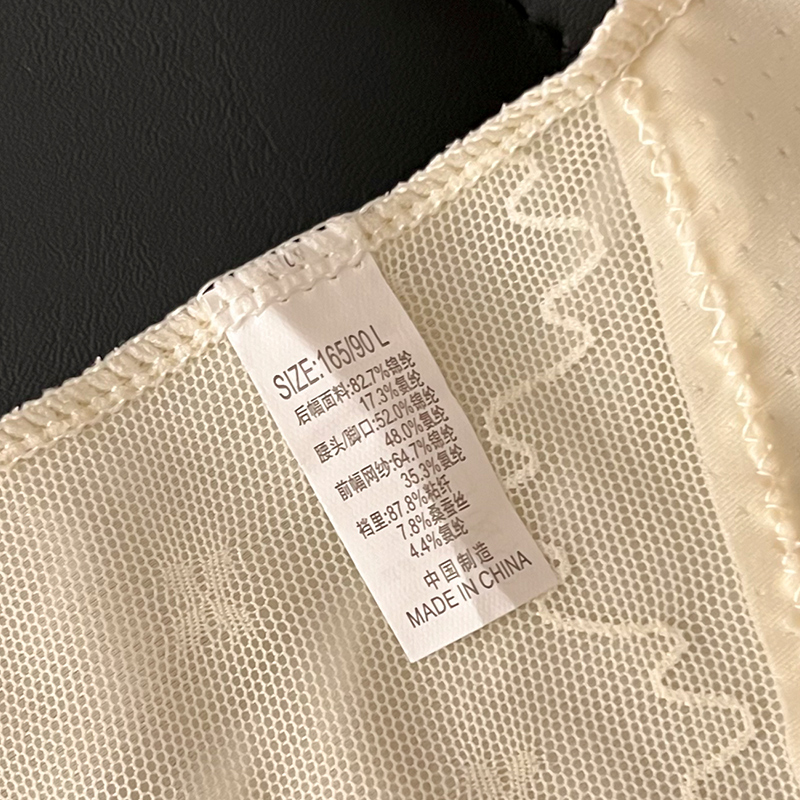 SIZE:165/90 L
后幅面料:82.7%锦纶
17.3%氨纶
腰头/脚口:52.0%锦纶
48.0%氨纶
前幅网纱:64.7%锦纶
35.3%氨纶
裆里:87.8%粘纤
7.8%桑蚕丝
4.4%氨纶
中国制造
MADE IN CHINA